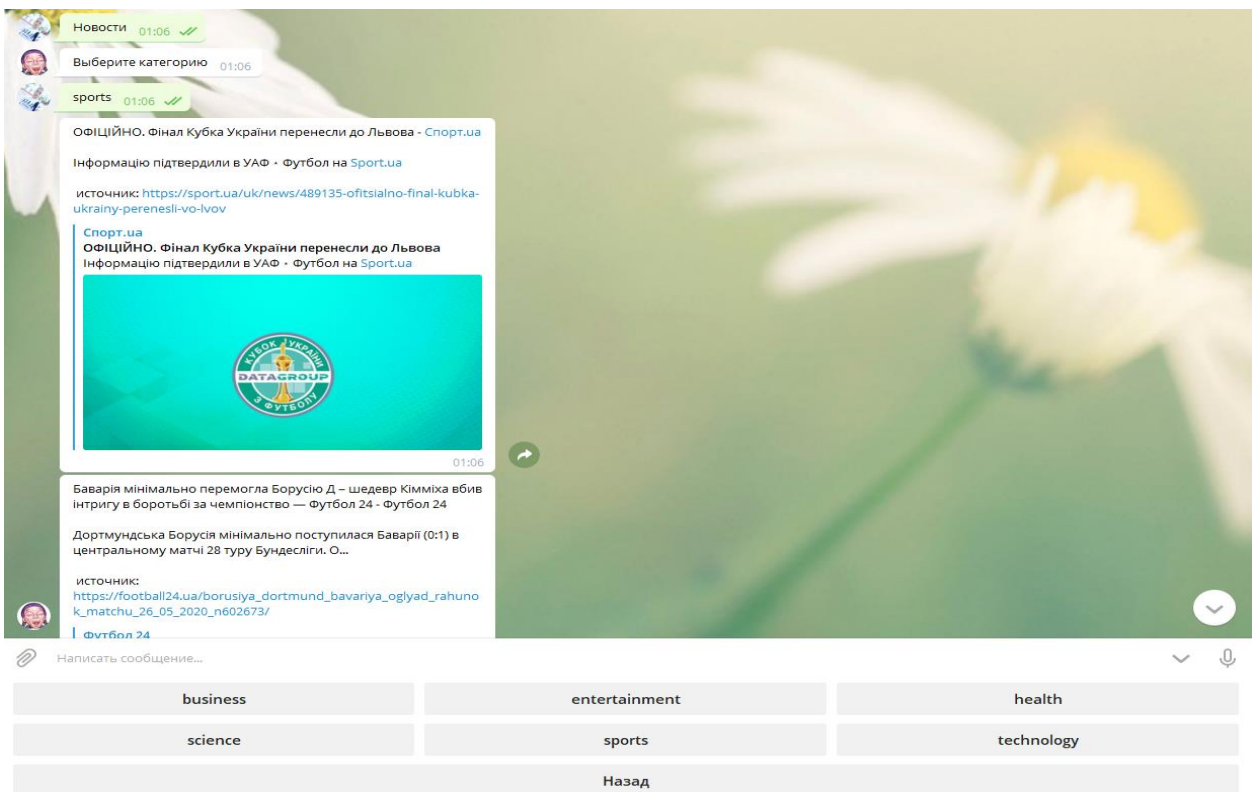 Новости 01:06
Выберите категорию 01:06
sports 01:06
ОФІЦІЙНО. Фінал Кубка України перенесли до Львова - Спорт.ua
Інформацію підтвердили в УАФ • Футбол на Sport.ua
источник: https://sport.ua/uk/news/489135-ofitsialno-final-kubka-
ukrainy-perenesli-vo-lvov
Спорт.ua
ОФІЦІЙНО. Фінал Кубка України перенесли до Львова
Інформацію підтвердили в УАФ • Футбол на Sport.ua
КУБОК УКРАЇНИ
DATAGROUP
З ФУТБОЛУ
01:06
Баварія мінімально перемогла Борусію Д – шедевр Кімміха вбив
інтригу в боротьбі за чемпіонство — Футбол 24 - Футбол 24
Дортмундська Борусія мінімально поступилася Баварії (0:1) в
центральному матчі 28 туру Бундесліги. О...
источник:
https://football24.ua/borusiya_dortmund_bavariya_oglyad_rahuno
k_matchu_26_05_2020_n602673/
Футбол 24
Написать сообщение...
business entertainment health
science sports technology
Назад